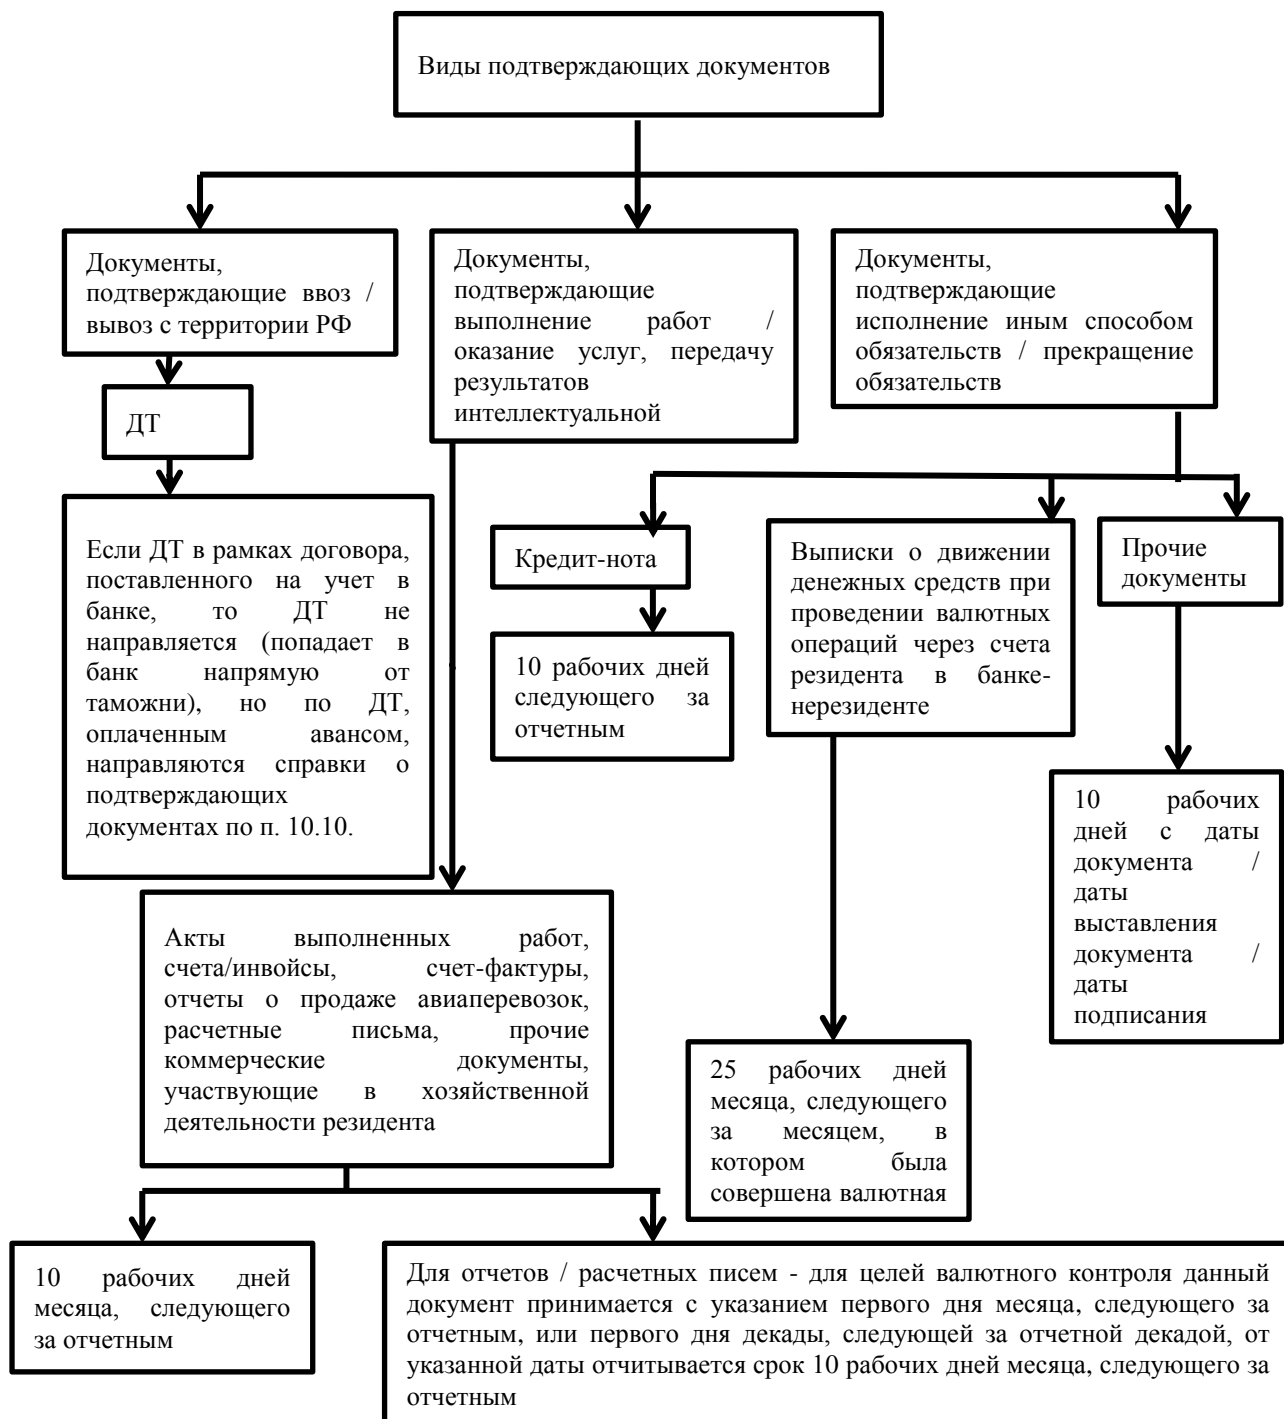 Виды подтверждающих документов
Документы,
подтверждающие ввоз /
вывоз с территории РФ
Документы,
подтверждающие
выполнение работ /
оказание услуг, передачу
результатов
интеллектуальной
Документы,
подтверждающие
исполнение иным способом
обязательств / прекращение
обязательств
ДТ
Если ДТ в рамках договора,
поставленного на учет в
банке, то ДТ не
направляется (попадает в
банк напрямую от
таможни), но по ДТ,
оплаченным авансом,
направляются справки о
подтверждающих
документах по п. 10.10.
Кредит-нота
10 рабочих дней
следующего за
отчетным
Выписки о движении
денежных средств при
проведении валютных
операций через счета
резидента в банке-
нерезиденте
Прочие
документы
10 рабочих
дней с даты
документа /
даты
выставления
документа /
даты
подписания
Акты выполненных работ,
счета/инвойсы, счет-фактуры,
отчеты о продаже авиаперевозок,
расчетные письма, прочие
коммерческие документы,
участвующие в хозяйственной
деятельности резидента
25 рабочих дней
месяца, следующего
за месяцем, в
котором была
совершена валютная
10 рабочих дней
месяца, следующего
за отчетным
Для отчетов / расчетных писем - для целей валютного контроля данный
документ принимается с указанием первого дня месяца, следующего за
отчетным, или первого дня декады, следующей за отчетной декадой, от
указанной даты отчитывается срок 10 рабочих дней месяца, следующего за
отчетным